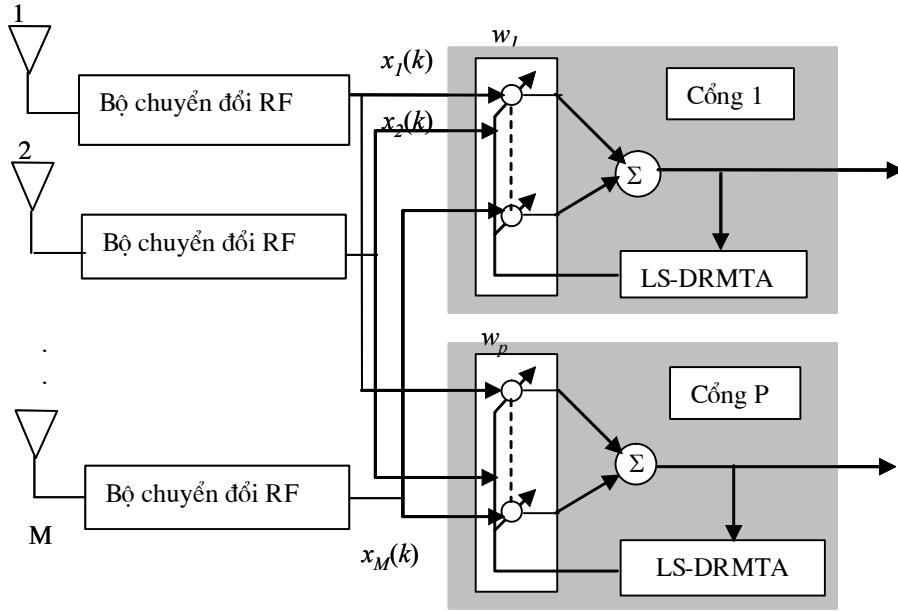 1
w1
x1(k)
Bộ chuyển đổi RF
Cổng 1
x2(k)
2
Σ
Bộ chuyển đổi RF
LS-DRMTA
wp
.
.
Cổng P
Σ
Bộ chuyển đổi RF
M
xM(k)
LS-DRMTA